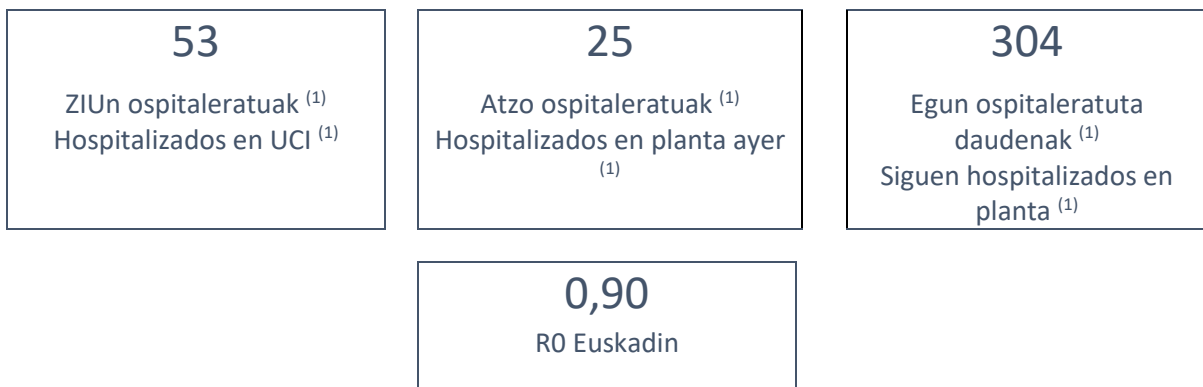 53
ZIUn ospitaleratuak (1)
Hospitalizados en UCI (1)
25
Atzo ospitaleratuak (1)
Hospitalizados en planta ayer
(1)
304
Egun ospitaleratuta
daudenak (1)
Siguen hospitalizados en
planta (1)
0,90
R0 Euskadin